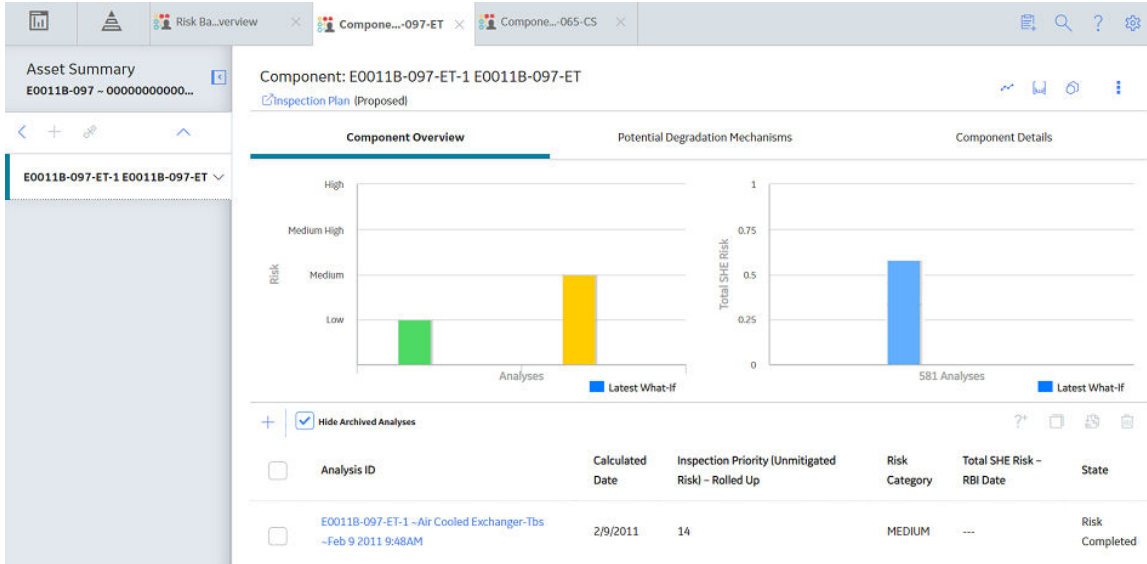 Risk Ba...verview
Compone...-097-ET
Compone...-065-CS
Asset Summary
E0011B-097 ~ 00000000000...
Component: E0011B-097-ET-1 E0011B-097-ET
Inspection Plan (Proposed)
Component Overview
Potential Degradation Mechanisms
Component Details
E0011B-097-ET-1 E0011B-097-ET
High
Medium High
Medium
Low
Risk
Analyses
Latest What-If
1
0.75
0.5
0.25
0
Total SHE Risk
581 Analyses
Latest What-If
Hide Archived Analyses
Analysis ID
Calculated
Date
Inspection Priority (Unmitigated
Risk) – Rolled Up
Risk
Category
Total SHE Risk –
RBI Date
State
E0011B-097-ET-1 ~Air Cooled Exchanger-Tbs
~Feb 9 2011 9:48AM
2/9/2011
14
MEDIUM
---
Risk
Completed